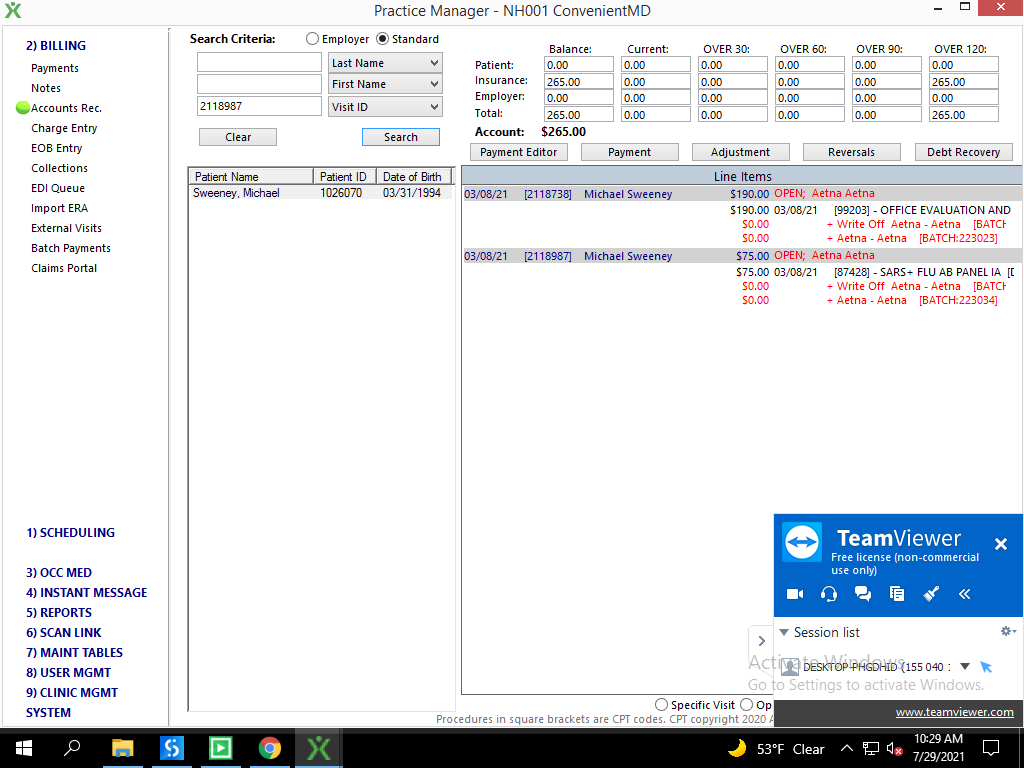 Practice Manager - NH001 ConvenientMD
2) BILLING
Payments
Notes
Accounts Rec.
Charge Entry
EOB Entry
Collections
EDI Queue
Import ERA
External Visits
Batch Payments
Claims Portal
1) SCHEDULING
3) OCC MED
4) INSTANT MESSAGE
5) REPORTS
6) SCAN LINK
7) MAINT TABLES
8) USER MGMT
9) CLINIC MGMT
SYSTEM
Search Criteria: Employer Standard
Last Name
First Name
2118987 Visit ID
Clear Search
Balance: Current: OVER 30: OVER 60: OVER 90: OVER 120:
Patient: 0.00 0.00 0.00 0.00 0.00 0.00
Insurance: 265.00 0.00 0.00 0.00 0.00 265.00
Employer: 0.00 0.00 0.00 0.00 0.00 0.00
Total: 265.00 0.00 0.00 0.00 0.00 265.00
Account: $265.00
Payment Editor Payment Adjustment Reversals Debt Recovery
Patient Name Patient ID Date of Birth
Sweeney, Michael 1026070 03/31/1994
Line Items
03/08/21 [2118738] Michael Sweeney $190.00 OPEN; Aetna Aetna
$190.00 03/08/21 [99203] - OFFICE EVALUATION AND
$0.00 + Write Off Aetna - Aetna [BATCH
$0.00 + Aetna - Aetna [BATCH:223023]
03/08/21 [2118987] Michael Sweeney $75.00 OPEN; Aetna Aetna
$75.00 03/08/21 [87428] - SARS+ FLU AB PANEL IA [D
$0.00 + Write Off Aetna - Aetna [BATCH
$0.00 + Aetna - Aetna [BATCH:223034]
Specific Visit Op
Procedures in square brackets are CPT codes. CPT copyright 2020 A
TeamViewer
Free license (non-commercial
use only)
Session list
DESKTOP-PHGDHID (155 040 :
Activate Windows
Go to Settings to activate Windows.
www.teamviewer.com
53°F Clear
10:29 AM
7/29/2021